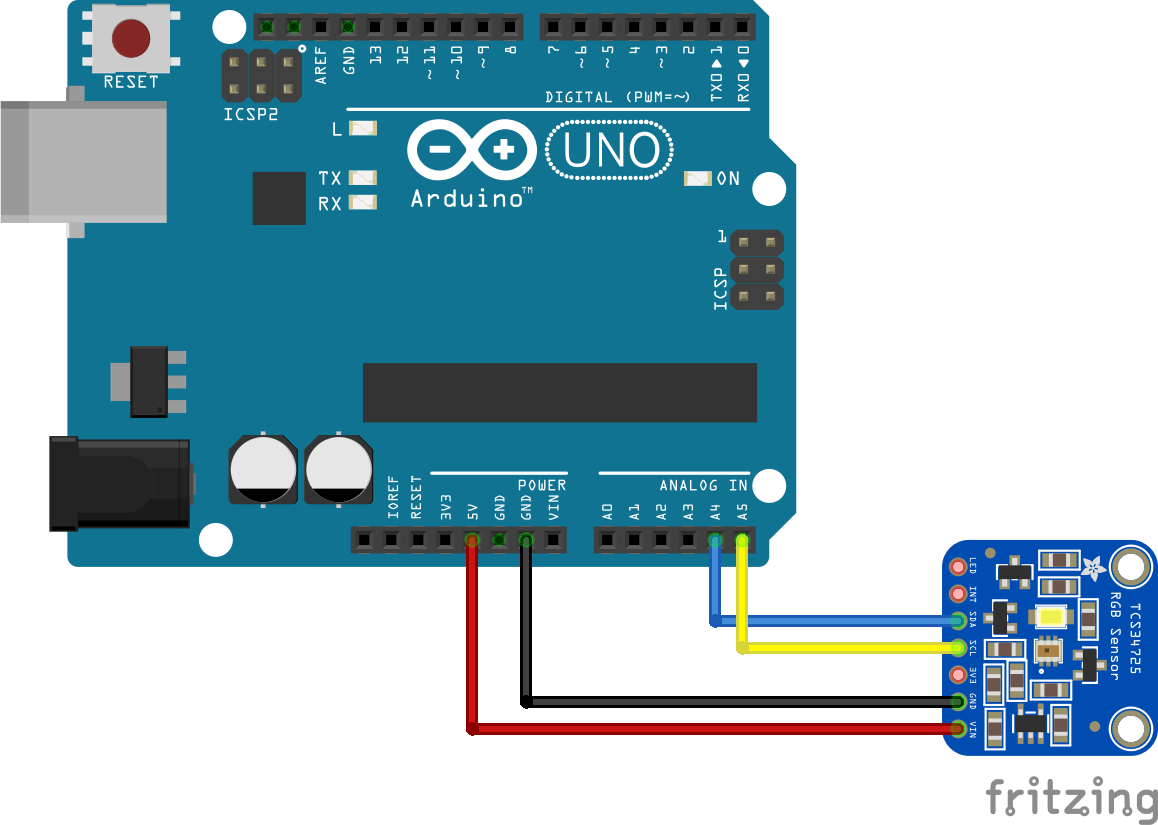 RESET
ICSP2
AREF
GND
13
12
~11
~10
~9
8
7
~6
~5
4
~3
2
TX0▶1
RX0◀0
DIGITAL (PWM=~)
L
TX
RX
UNO
Arduino™
ON
1
ICSP
IOREF
RESET
3V3
5V
GND
GND
VIN
POWER
A0
A1
A2
A3
A4
A5
ANALOG IN
LED
INT
SDA
SCL
3V3
GND
VIN
TCS34725
RGB Sensor
fritzing